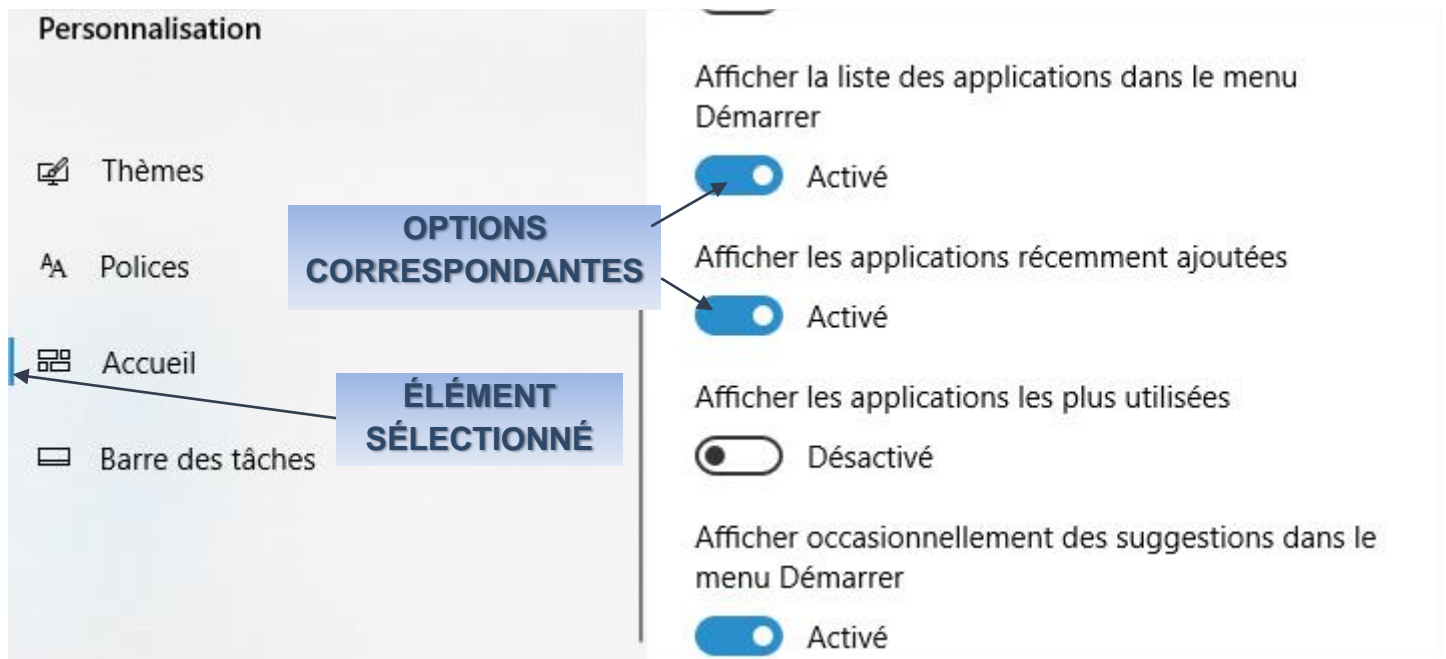 Personnalisation
Thèmes
Polices
Accueil
Barre des tâches
OPTIONS
CORRESPONDANTES
ÉLÉMENT
SÉLECTIONNÉ
Afficher la liste des applications dans le menu
Démarrer
Activé
Afficher les applications récemment ajoutées
Activé
Afficher les applications les plus utilisées
Désactivé
Afficher occasionnellement des suggestions dans le
menu Démarrer
Activé